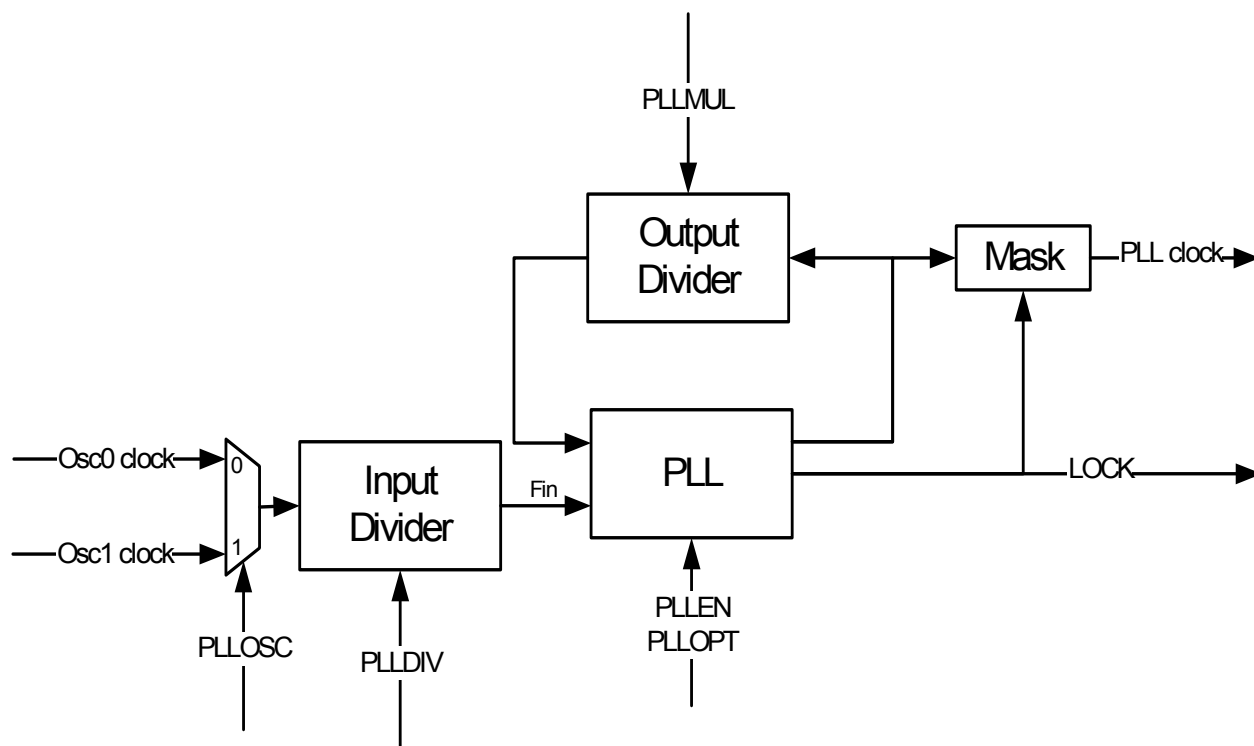 PLLMUL
Output
Divider
Mask
PLL clock
Osc0 clock
0
Input
Divider
Fin
PLL
LOCK
Osc1 clock
1
PLLOSC
PLLDIV
PLLEN
PLLOPT